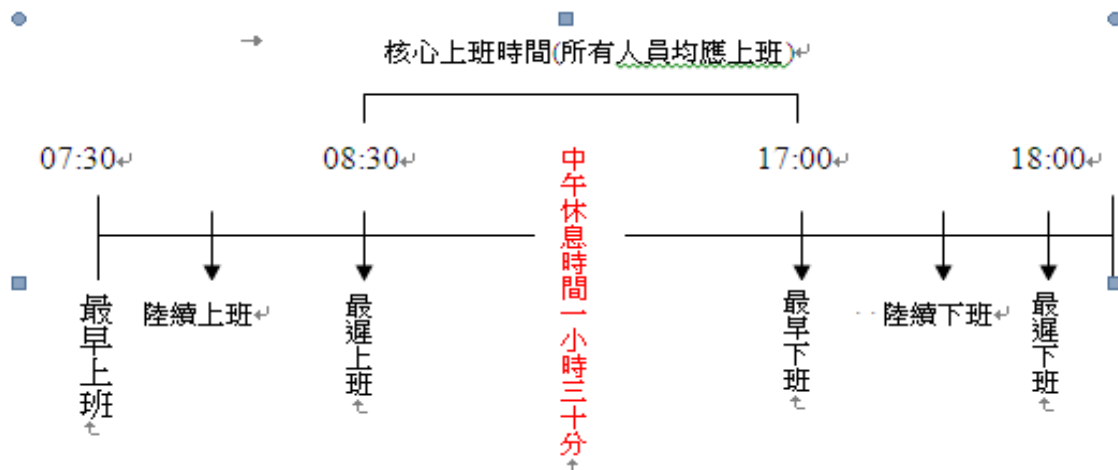 核心上班時間(所有人員均應上班)
07:30
08:30
17:00
18:00
中午休息時間一小時三十分
最早上班
陸續上班
最遲上班
最早下班
陸續下班
最遲下班